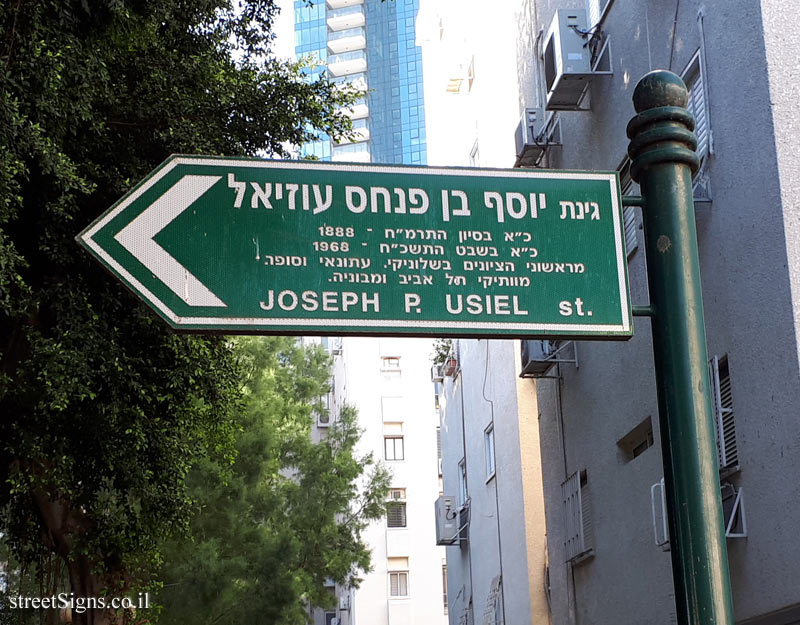 גינת יוסף בן פנחס עוזיאל
כ״א בסיון התרמ״ח - 1888
כ״א בשבט התשכ״ח - 1968
מראשוני הציונים בשלוניקי. עתונאי וסופר.
מוותיקי תל אביב ומבוניה.
JOSEPH P. USIEL st.
streetSigns.co.il